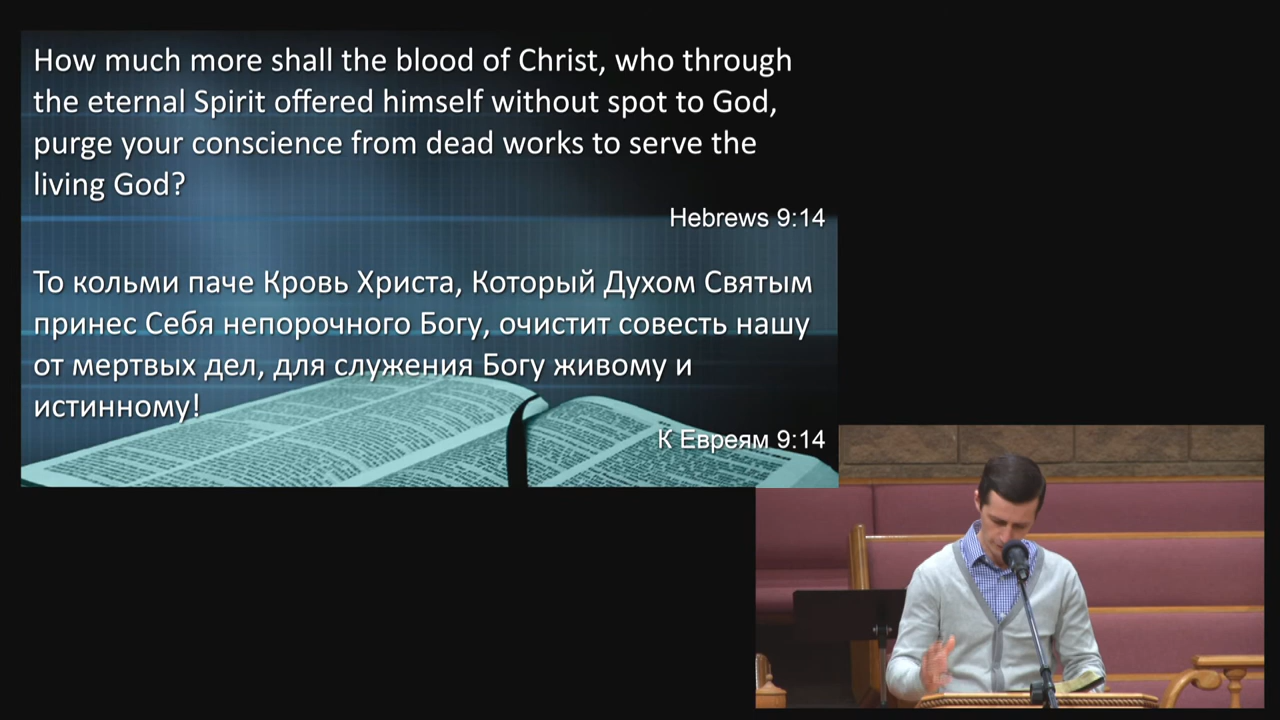 How much more shall the blood of Christ, who through
the eternal Spirit offered himself without spot to God,
purge your conscience from dead works to serve the
living God?
Hebrews 9:14
То кольми паче Кровь Христа, Который Духом Святым
принес Себя непорочного Богу, очистит совесть нашу
от мертвых дел, для служения Богу живому и
истинному!
К Евреям 9:14